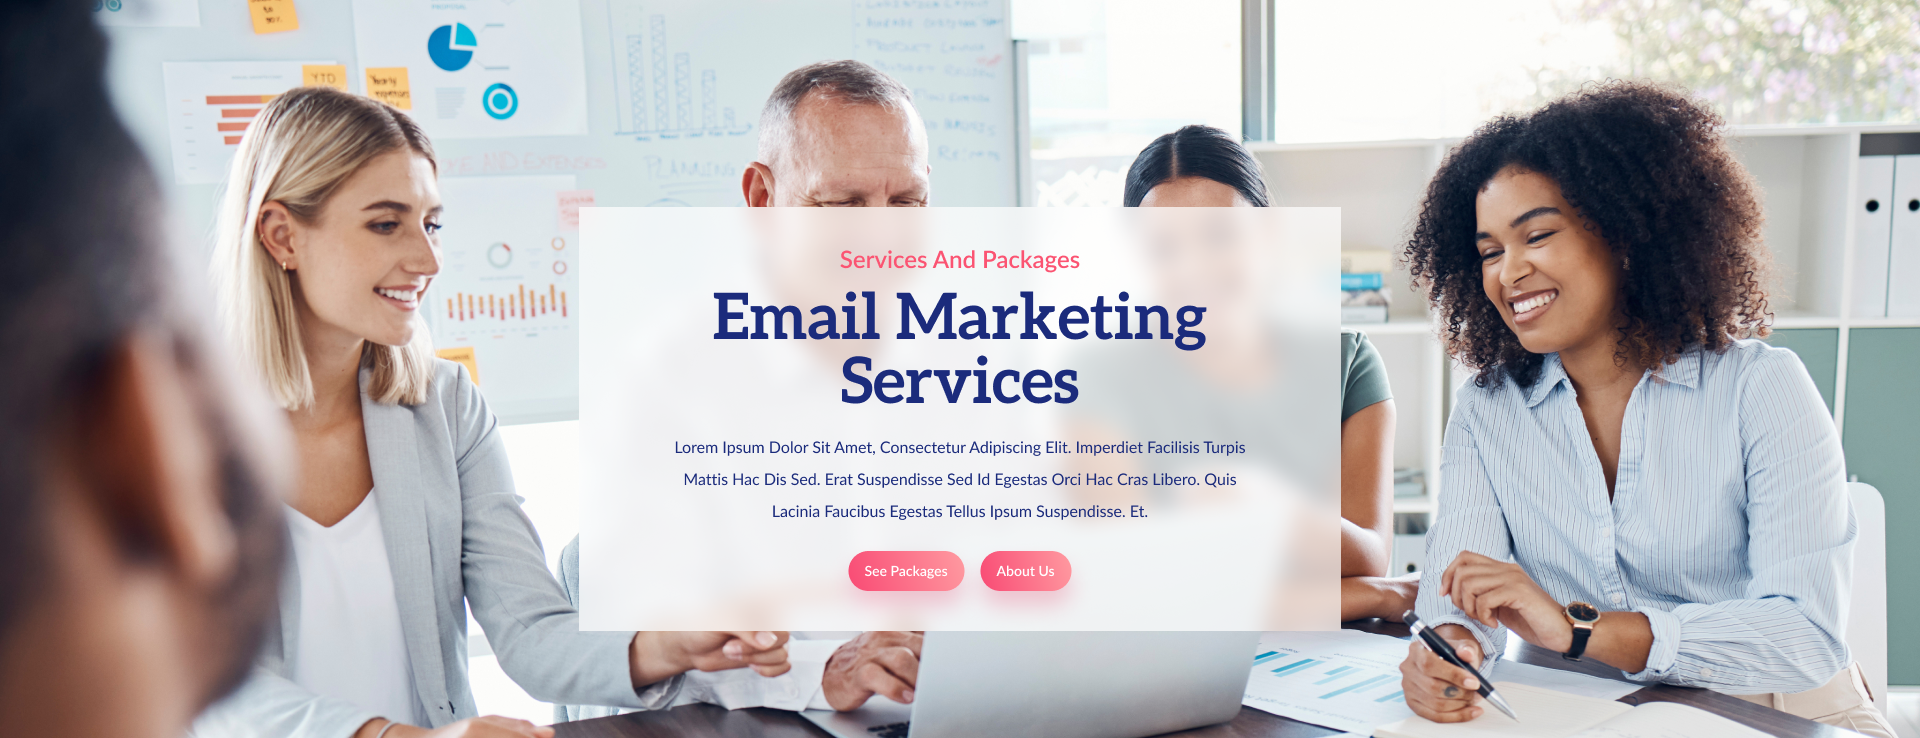 YTD
PLANNING
Services And Packages
Email Marketing
Services
Lorem Ipsum Dolor Sit Amet, Consectetur Adipiscing Elit. Imperdiet Facilisis Turpis
Mattis Hac Dis Sed. Erat Suspendisse Sed Id Egestas Orci Hac Cras Libero. Quis
Lacinia Faucibus Egestas Tellus Ipsum Suspendisse. Et.
See Packages
About Us